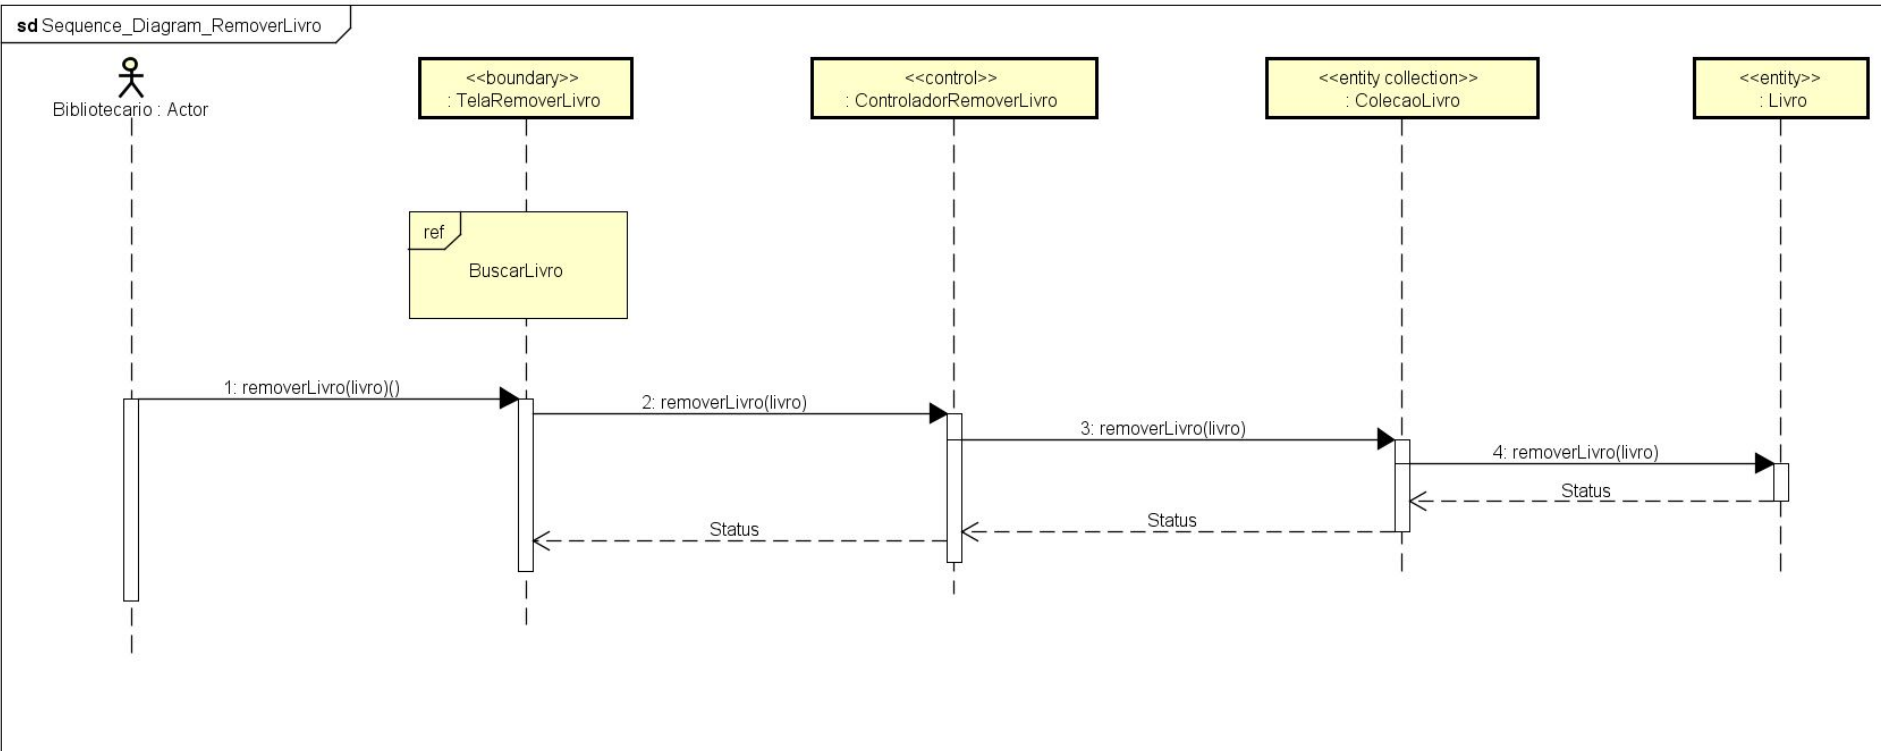 sd Sequence_Diagram_RemoverLivro
Bibliotecario : Actor
<<boundary>>
: TelaRemoverLivro
<<control>>
: ControladorRemoverLivro
<<entity collection>>
: ColecaoLivro
<<entity>>
: Livro
ref
BuscarLivro
1: removerLivro(livro)()
2: removerLivro(livro)
3: removerLivro(livro)
4: removerLivro(livro)
Status
Status
Status